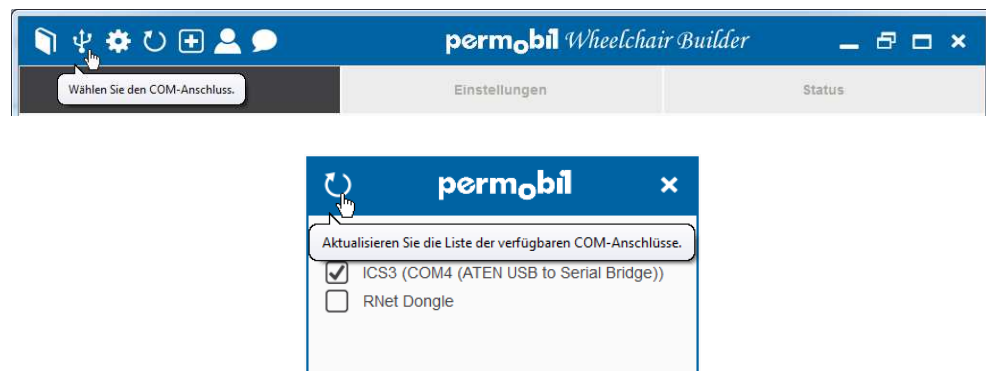 permobil Wheelchair Builder
Wählen Sie den COM-Anschluss.
Einstellungen
Status
permobil
Aktualisieren Sie die Liste der verfügbaren COM-Anschlüsse.
ICS3 (COM4 (ATEN USB to Serial Bridge))
RNet Dongle